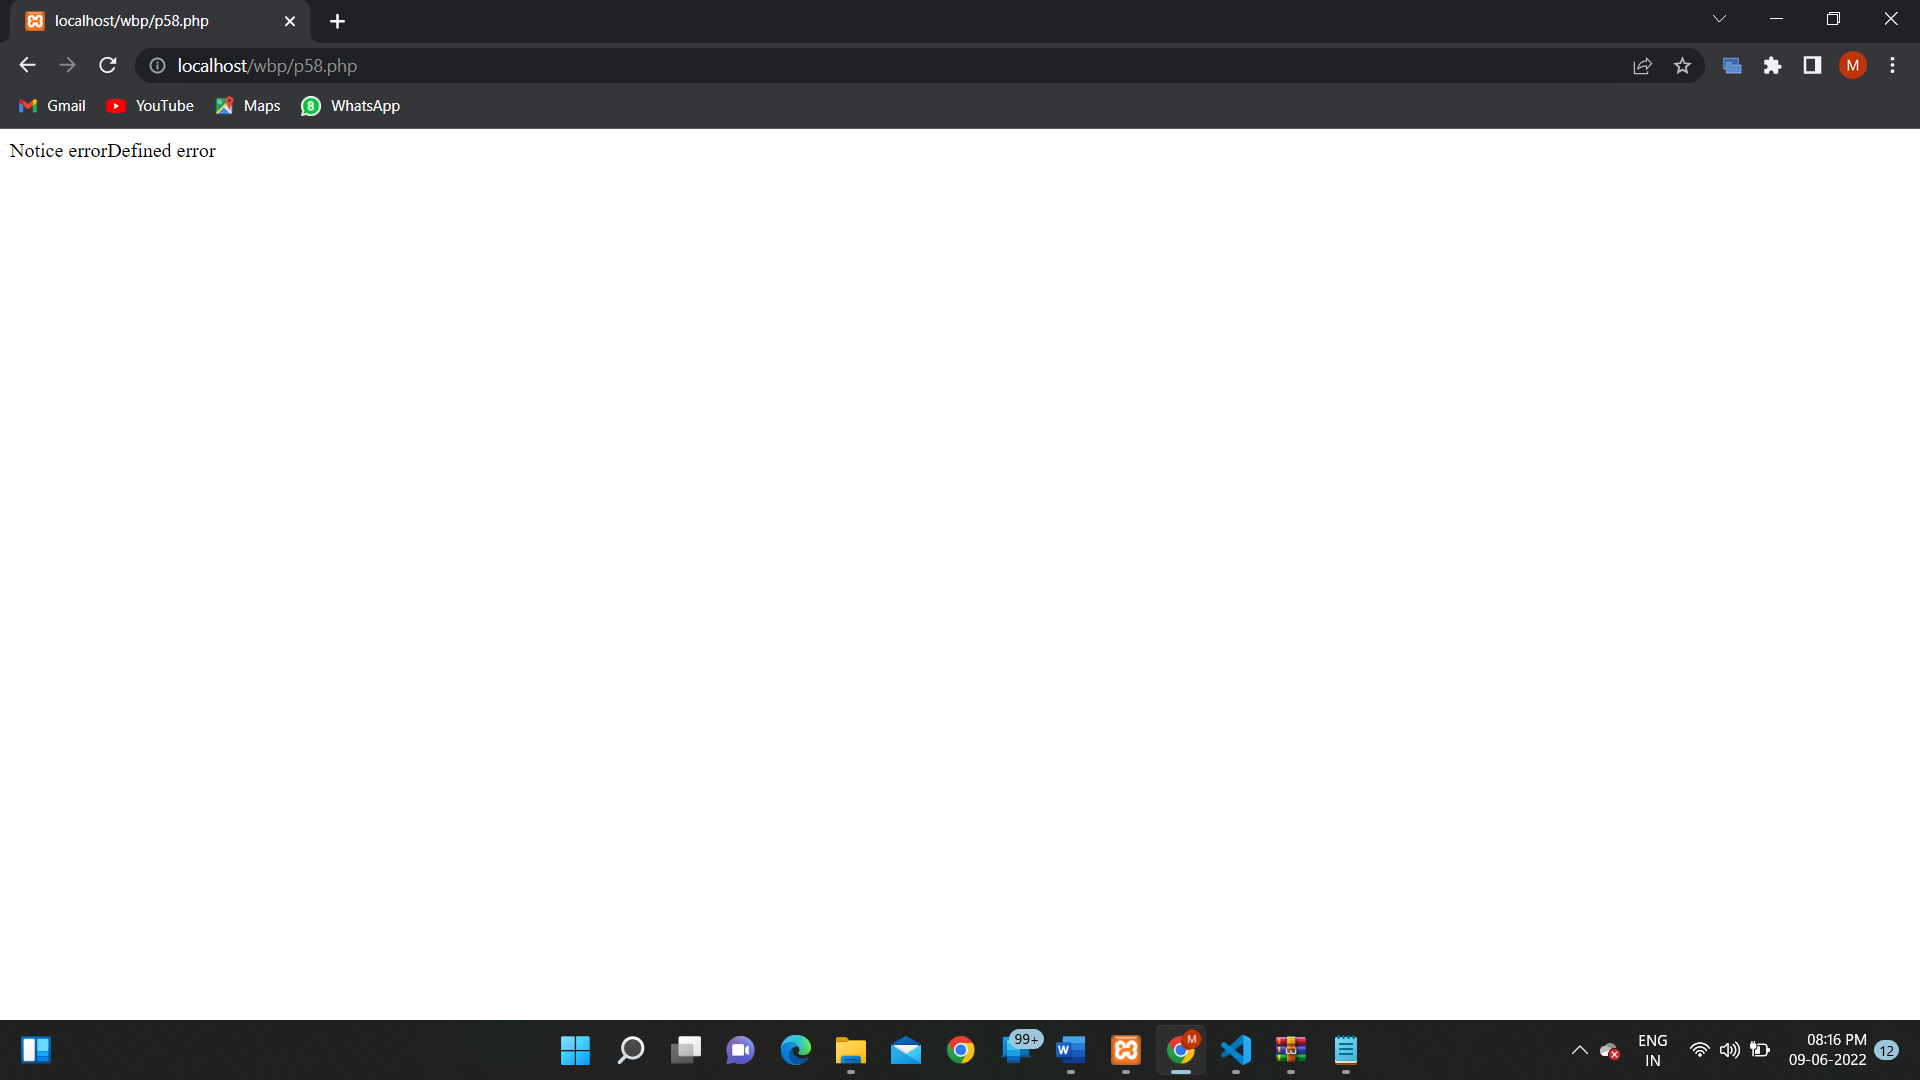 localhost/wbp/p58.php
localhost/wbp/p58.php
M
Gmail
YouTube
Maps
8
WhatsApp
Notice errorDefined error
99+
W
M
ENG
IN
08:16 PM
09-06-2022
12